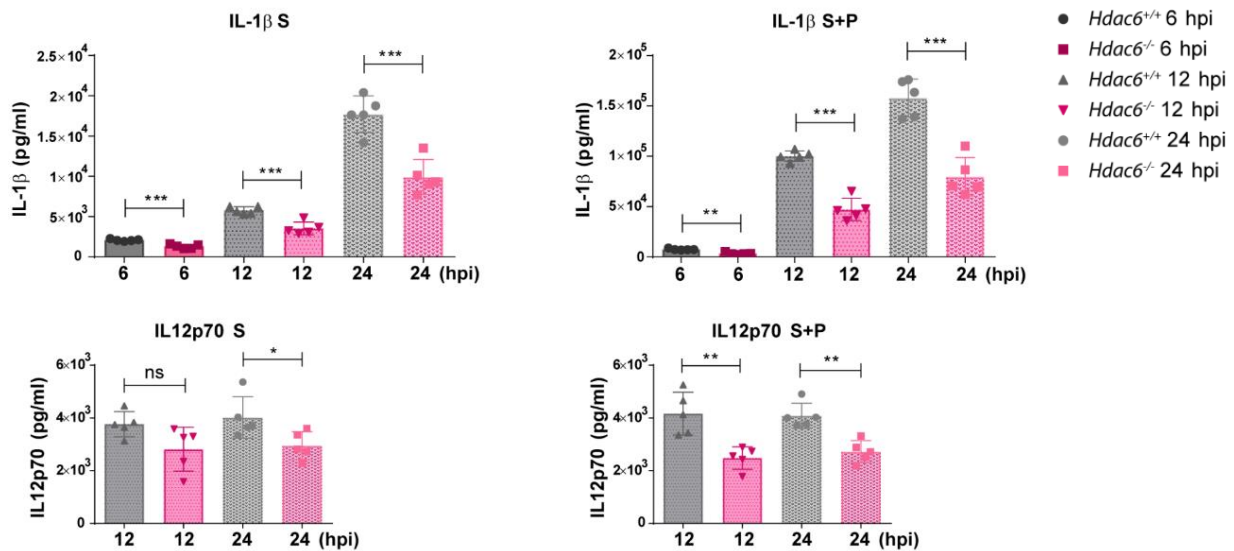 IL-1β S
IL-1β (pg/ml)
2.5×10⁴
2×10⁴
1.5×10⁴
1×10⁴
5×10³
0
***
***
***
6 6 12 12 24 24 (hpi)
IL-1β S+P
IL-1β (pg/ml)
2×10⁵
1.5×10⁵
1×10⁵
5×10⁴
0
**
***
***
6 6 12 12 24 24 (hpi)
Hdac6⁺/⁺ 6 hpi
Hdac6⁻/⁻ 6 hpi
Hdac6⁺/⁺ 12 hpi
Hdac6⁻/⁻ 12 hpi
Hdac6⁺/⁺ 24 hpi
Hdac6⁻/⁻ 24 hpi
IL12p70 S
IL12p70 (pg/ml)
6×10³
4×10³
2×10³
0
ns
*
12 12 24 24 (hpi)
IL12p70 S+P
IL12p70 (pg/ml)
6×10³
4×10³
2×10³
0
**
**
12 12 24 24 (hpi)